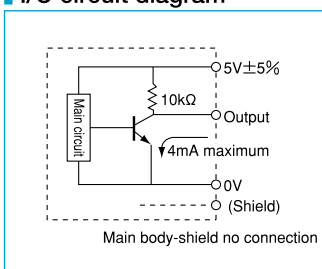 I/O circuit diagram
5V±5%
10kΩ
Main circuit
Output
4mA maximum
0V
(Shield)
Main body-shield no connection